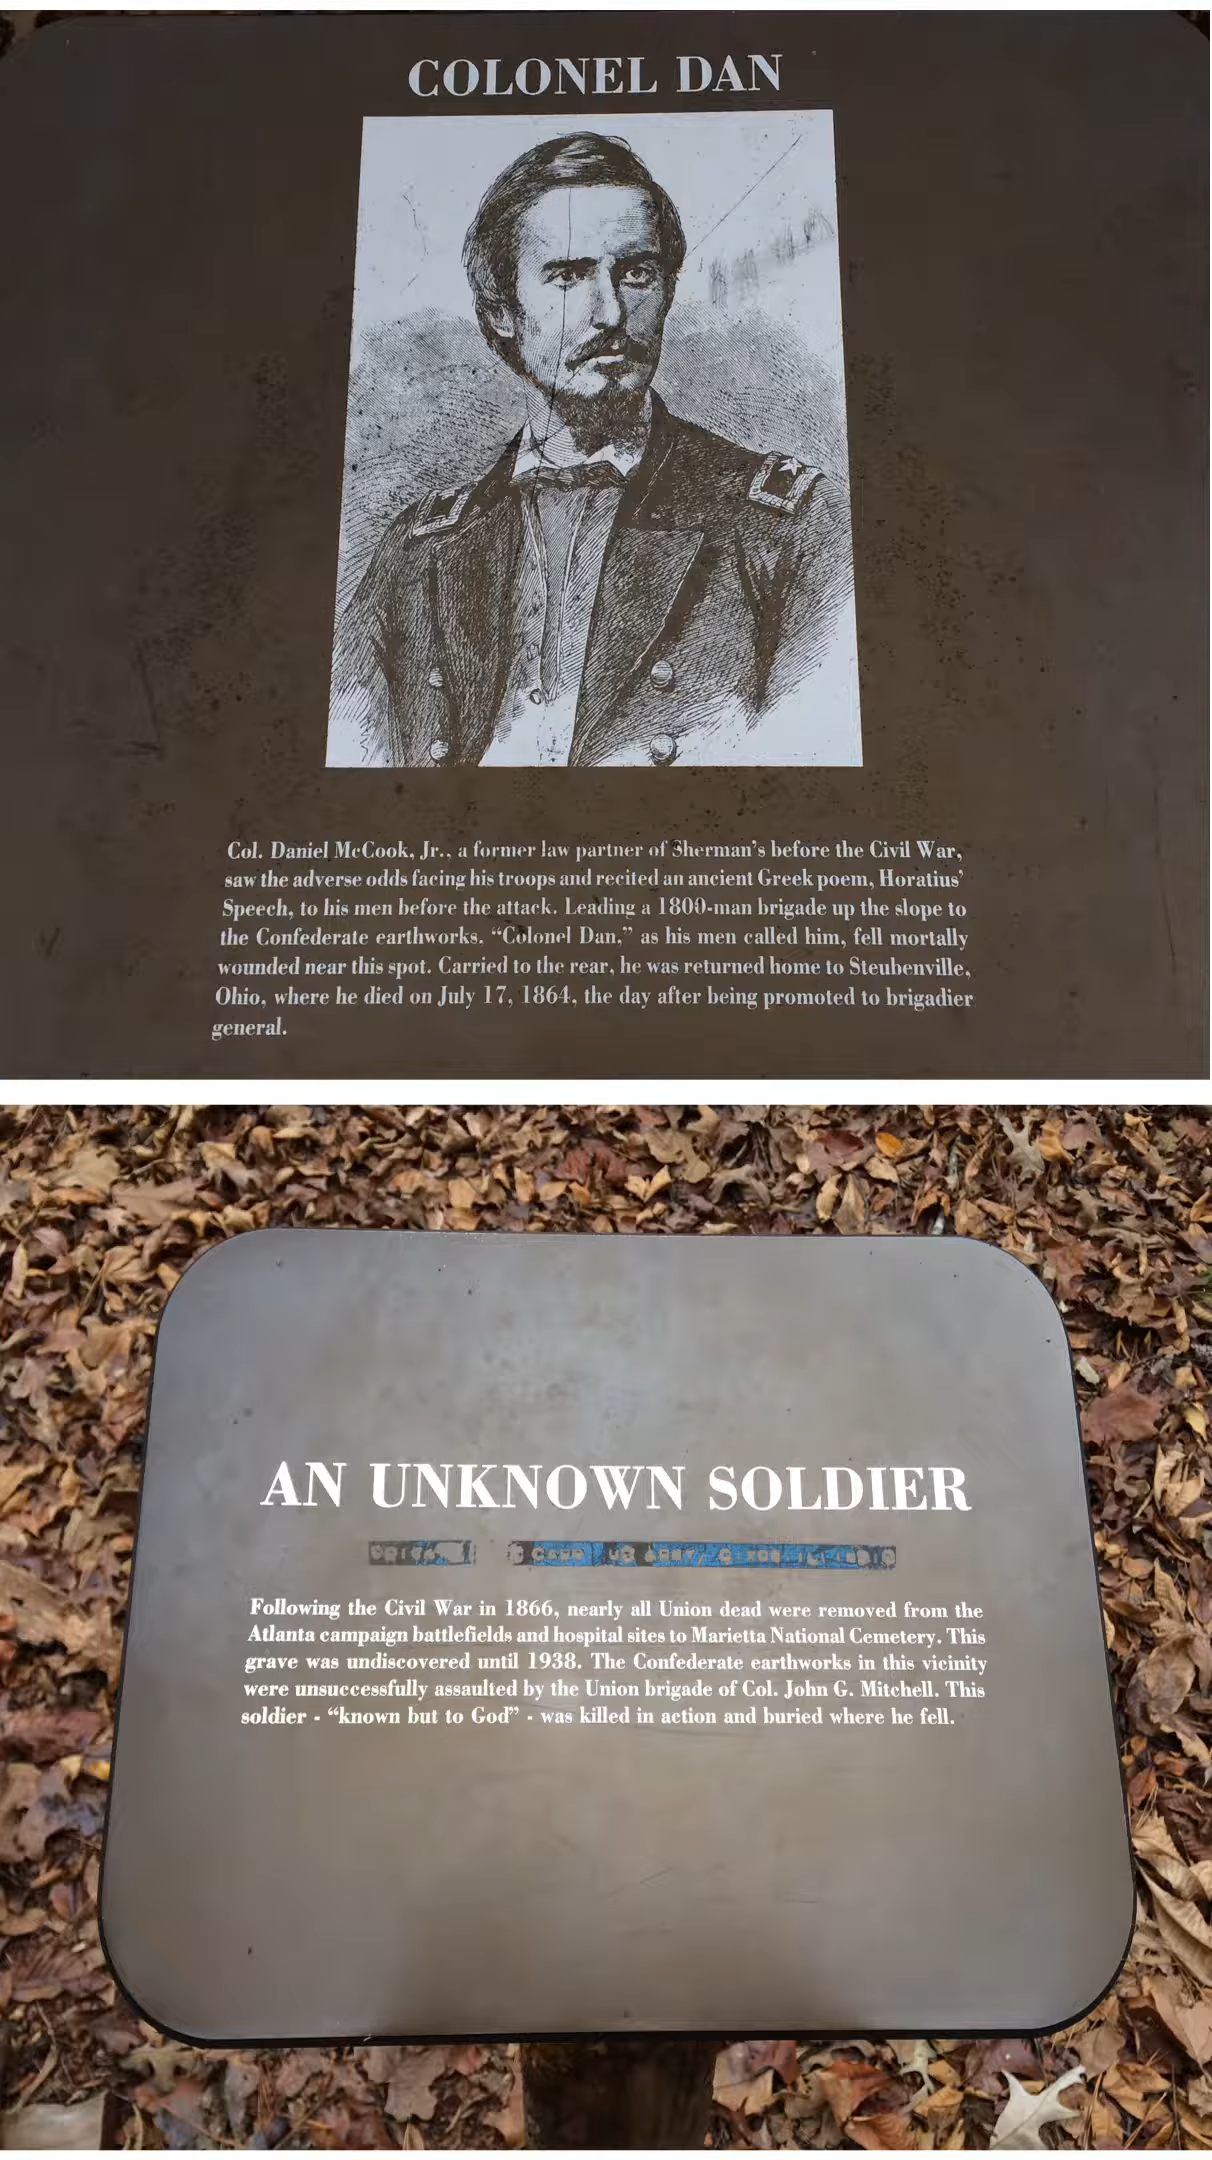 COLONEL DAN
Col. Daniel McCook, Jr., a former law partner of Sherman's before the Civil War,
saw the adverse odds facing his troops and recited an ancient Greek poem, Horatius'
Speech, to his men before the attack. Leading a 1800-man brigade up the slope to
the Confederate earthworks. “Colonel Dan,” as his men called him, fell mortally
wounded near this spot. Carried to the rear, he was returned home to Steubenville,
Ohio, where he died on July 17, 1864, the day after being promoted to brigadier
general.
AN UNKNOWN SOLDIER
Following the Civil War in 1866, nearly all Union dead were removed from the
Atlanta campaign battlefields and hospital sites to Marietta National Cemetery. This
grave was undiscovered until 1938. The Confederate earthworks in this vicinity
were unsuccessfully assaulted by the Union brigade of Col. John G. Mitchell. This
soldier - “known but to God” - was killed in action and buried where he fell.